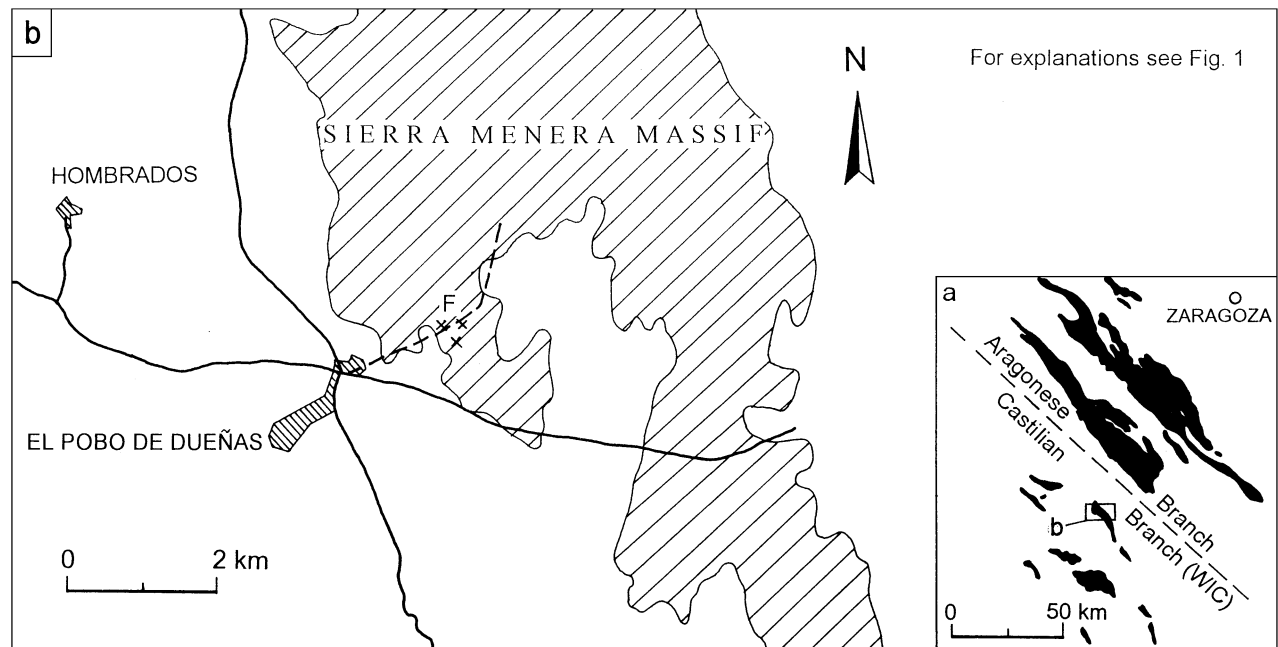 b
N
For explanations see Fig. 1
SIERRA MENERA MASSIF
HOMBRADOS
F
EL POBO DE DUEÑAS
0 2 km
a
ZARAGOZA
Aragonese
Castilian
Branch
Branch (WIC)
b
0 50 km